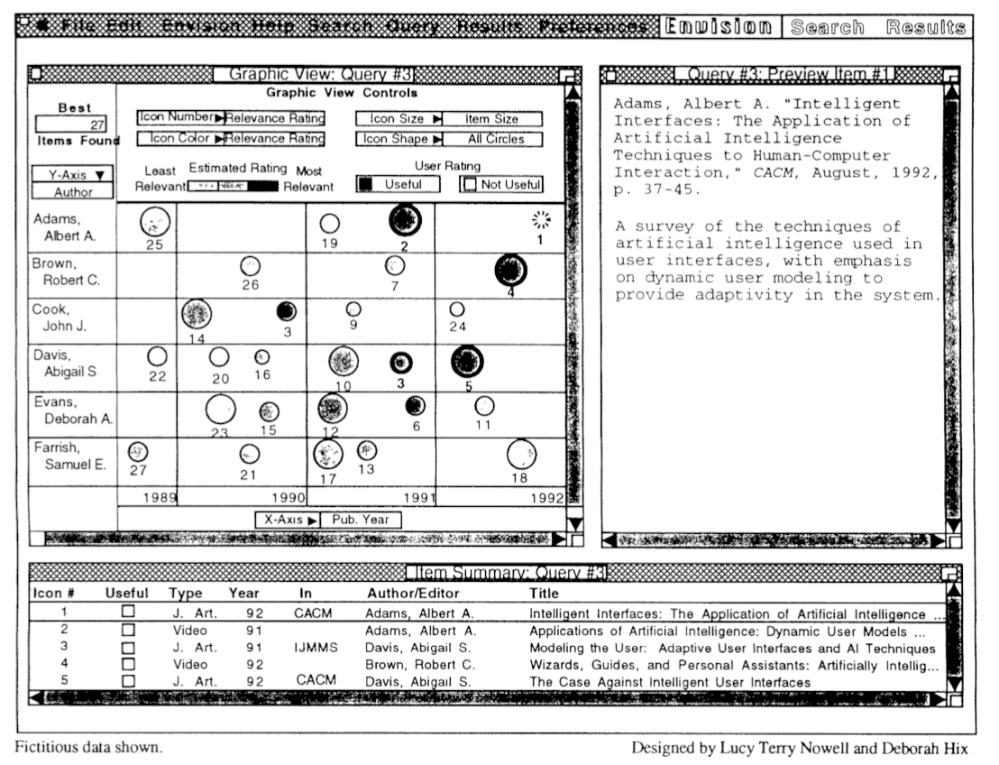 File Edit Envision Help Search Query Results Preferences Envision Search Results
Graphic View: Query #3
Graphic View Controls
Best
27
Items Found
Icon Number Relevance Rating
Icon Size Item Size
Icon Color Relevance Rating
Icon Shape All Circles
Y-Axis
Author
Least Relevant
Estimated Rating
Most Relevant
User Rating
Useful
Not Useful
Adams, Albert A.
25 19 2 1
Brown, Robert C.
26 7 4
Cook, John J.
14 3 9 24
Davis, Abigail S
22 20 16 10 3 5
Evans, Deborah A.
23 15 12 6 11
Farrish, Samuel E.
27 21 17 13 18
1989 1990 1991 1992
X-Axis Pub. Year
Query #3: Preview Item #1
Adams, Albert A. "Intelligent
Interfaces: The Application of
Artificial Intelligence
Techniques to Human-Computer
Interaction," CACM, August, 1992,
p. 37-45.
A survey of the techniques of
artificial intelligence used in
user interfaces, with emphasis
on dynamic user modeling to
provide adaptivity in the system.
Item Summary: Query #3
Icon # Useful Type Year In Author/Editor Title
1 J. Art. 92 CACM Adams, Albert A. Intelligent Interfaces: The Application of Artificial Intelligence ...
2 Video 91 Adams, Albert A. Applications of Artificial Intelligence: Dynamic User Models ...
3 J. Art. 91 IJMMS Davis, Abigail S. Modeling the User: Adaptive User Interfaces and AI Techniques
4 Video 92 Brown, Robert C. Wizards, Guides, and Personal Assistants: Artificially Intellig...
5 J. Art. 92 CACM Davis, Abigail S. The Case Against Intelligent User Interfaces
Fictitious data shown.
Designed by Lucy Terry Nowell and Deborah Hix